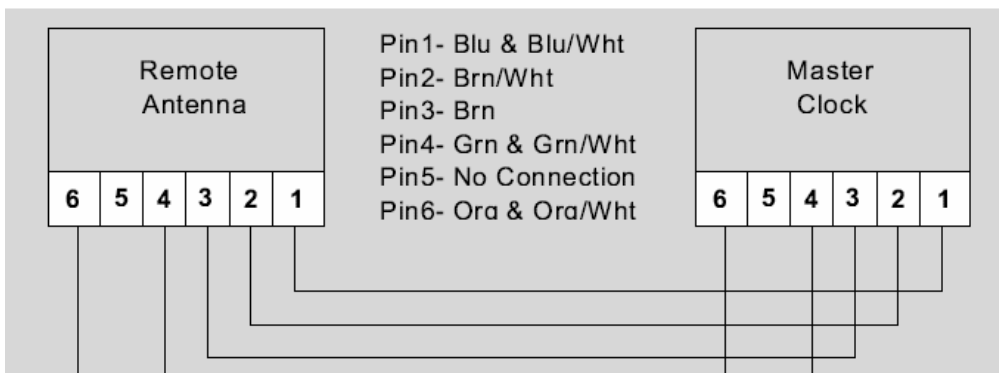 Remote
Antenna
6 5 4 3 2 1
Pin1- Blu & Blu/Wht
Pin2- Brn/Wht
Pin3- Brn
Pin4- Grn & Grn/Wht
Pin5- No Connection
Pin6- Org & Org/Wht
Master
Clock
6 5 4 3 2 1